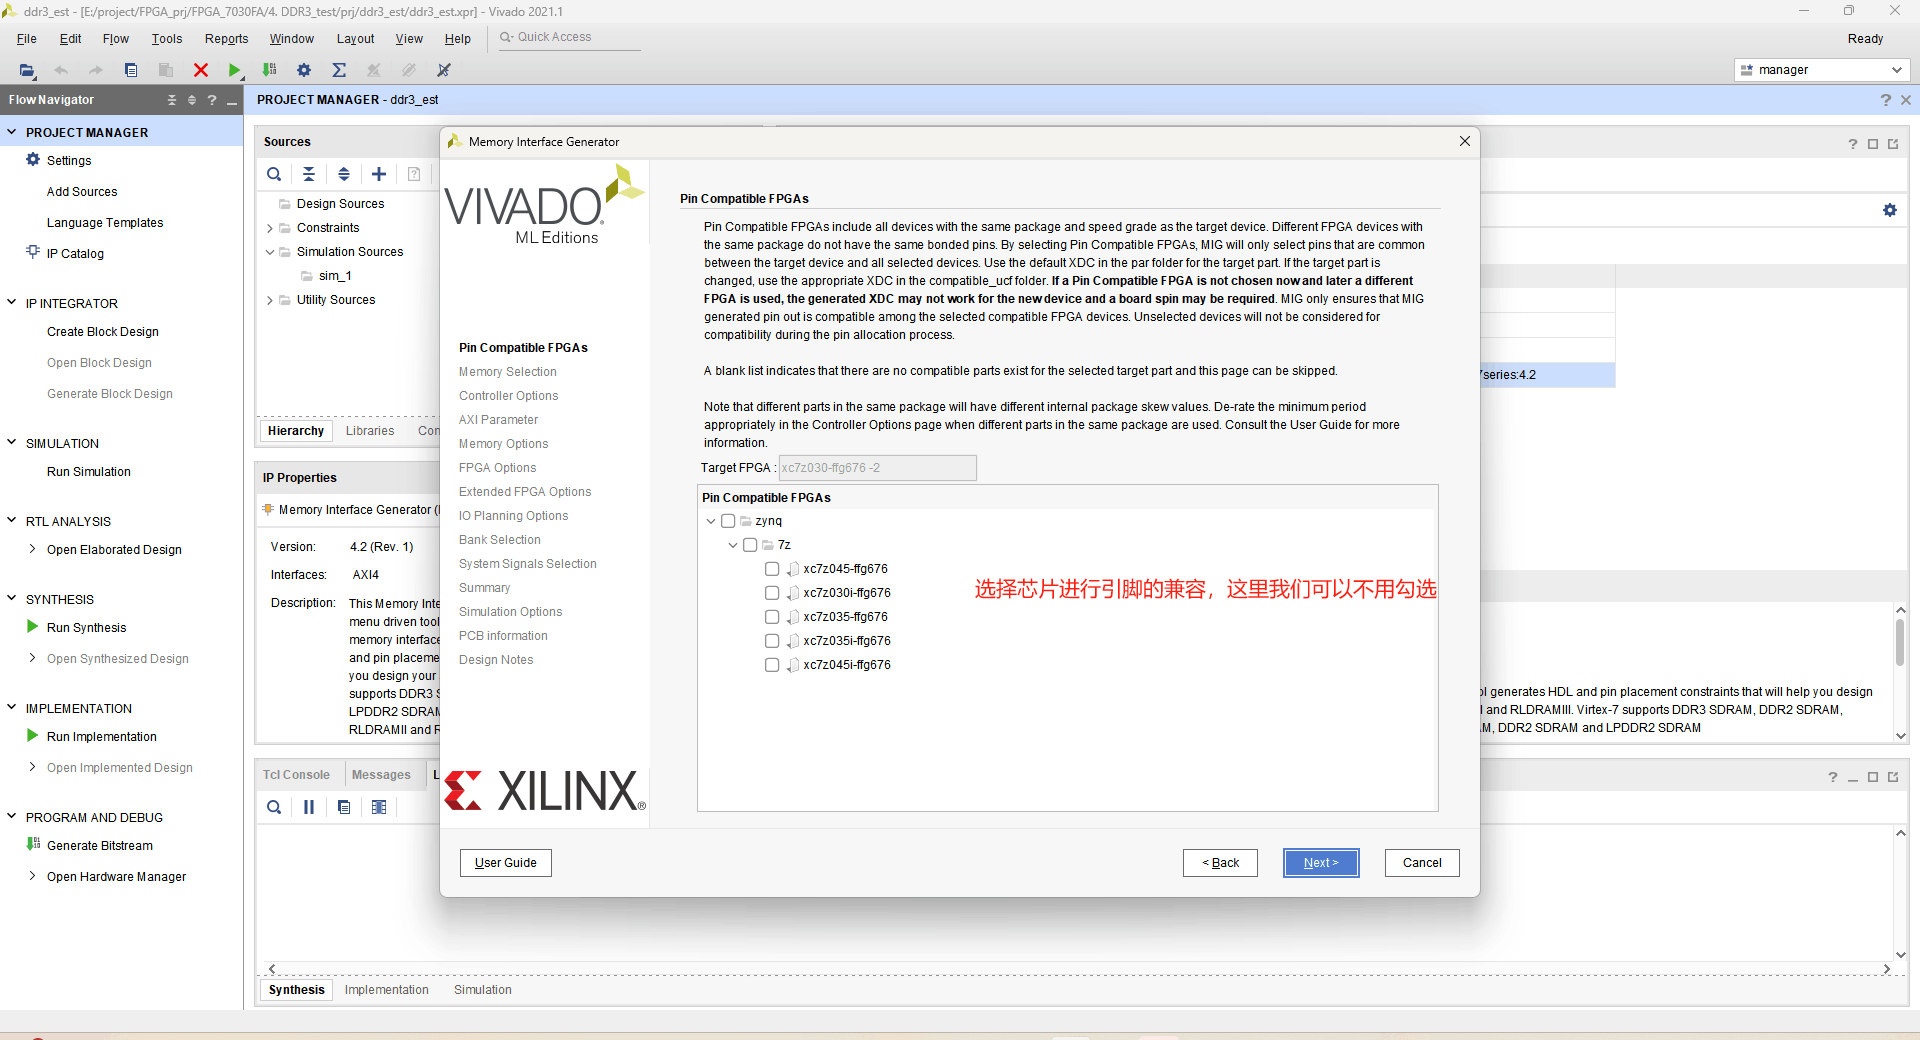 ddr3_est - [E:/project/FPGA_prj/FPGA_7030FA/4. DDR3_test/prj/ddr3_est/ddr3_est.xpr] - Vivado 2021.1
File Edit Flow Tools Reports Window Layout View Help Quick Access
Ready
manager
Flow Navigator
PROJECT MANAGER - ddr3_est
PROJECT MANAGER
Settings
Add Sources
Language Templates
IP Catalog
IP INTEGRATOR
Create Block Design
Open Block Design
Generate Block Design
SIMULATION
Run Simulation
RTL ANALYSIS
Open Elaborated Design
SYNTHESIS
Run Synthesis
Open Synthesized Design
IMPLEMENTATION
Run Implementation
Open Implemented Design
PROGRAM AND DEBUG
Generate Bitstream
Open Hardware Manager
Sources
Design Sources
Constraints
Simulation Sources
sim_1
Utility Sources
Hierarchy Libraries Con
IP Properties
Memory Interface Generator (
Version: 4.2 (Rev. 1)
Interfaces: AXI4
Description: This Memory Inte
menu driven tool
memory interface
and pin placeme
you design your
supports DDR3 S
LPDDR2 SDRAM
RLDRAMII and R
Tcl Console Messages L
Synthesis Implementation Simulation
Memory Interface Generator
VIVADO
ML Editions
Pin Compatible FPGAs
Memory Selection
Controller Options
AXI Parameter
Memory Options
FPGA Options
Extended FPGA Options
IO Planning Options
Bank Selection
System Signals Selection
Summary
Simulation Options
PCB information
Design Notes
XILINX
®
Pin Compatible FPGAs
Pin Compatible FPGAs include all devices with the same package and speed grade as the target device. Different FPGA devices with
the same package do not have the same bonded pins. By selecting Pin Compatible FPGAs, MIG will only select pins that are common
between the target device and all selected devices. Use the default XDC in the par folder for the target part. If the target part is
changed, use the appropriate XDC in the compatible_ucf folder. If a Pin Compatible FPGA is not chosen now and later a different
FPGA is used, the generated XDC may not work for the new device and a board spin may be required. MIG only ensures that MIG
generated pin out is compatible among the selected compatible FPGA devices. Unselected devices will not be considered for
compatibility during the pin allocation process.
A blank list indicates that there are no compatible parts exist for the selected target part and this page can be skipped.
Note that different parts in the same package will have different internal package skew values. De-rate the minimum period
appropriately in the Controller Options page when different parts in the same package are used. Consult the User Guide for more
information.
Target FPGA : xc7z030-ffg676 -2
Pin Compatible FPGAs
zynq
7z
xc7z045-ffg676
xc7z030i-ffg676
xc7z035-ffg676
xc7z035i-ffg676
xc7z045i-ffg676
选择芯片进行引脚的兼容，这里我们可以不用勾选
User Guide < Back Next > Cancel
7series:4.2
ol generates HDL and pin placement constraints that will help you design
I and RLDRAMIII. Virtex-7 supports DDR3 SDRAM, DDR2 SDRAM,
M, DDR2 SDRAM and LPDDR2 SDRAM